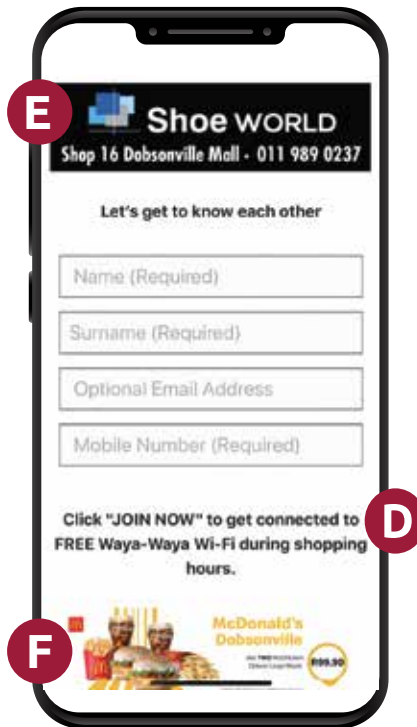 E
Shoe WORLD
Shop 16 Dobsonville Mall - 011 989 0237
Let's get to know each other
Name (Required)
Surname (Required)
Optional Email Address
Mobile Number (Required)
D
Click "JOIN NOW" to get connected to
FREE Waya-Waya Wi-Fi during shopping
hours.
F
McDonald's
Dobsonville
R99.90